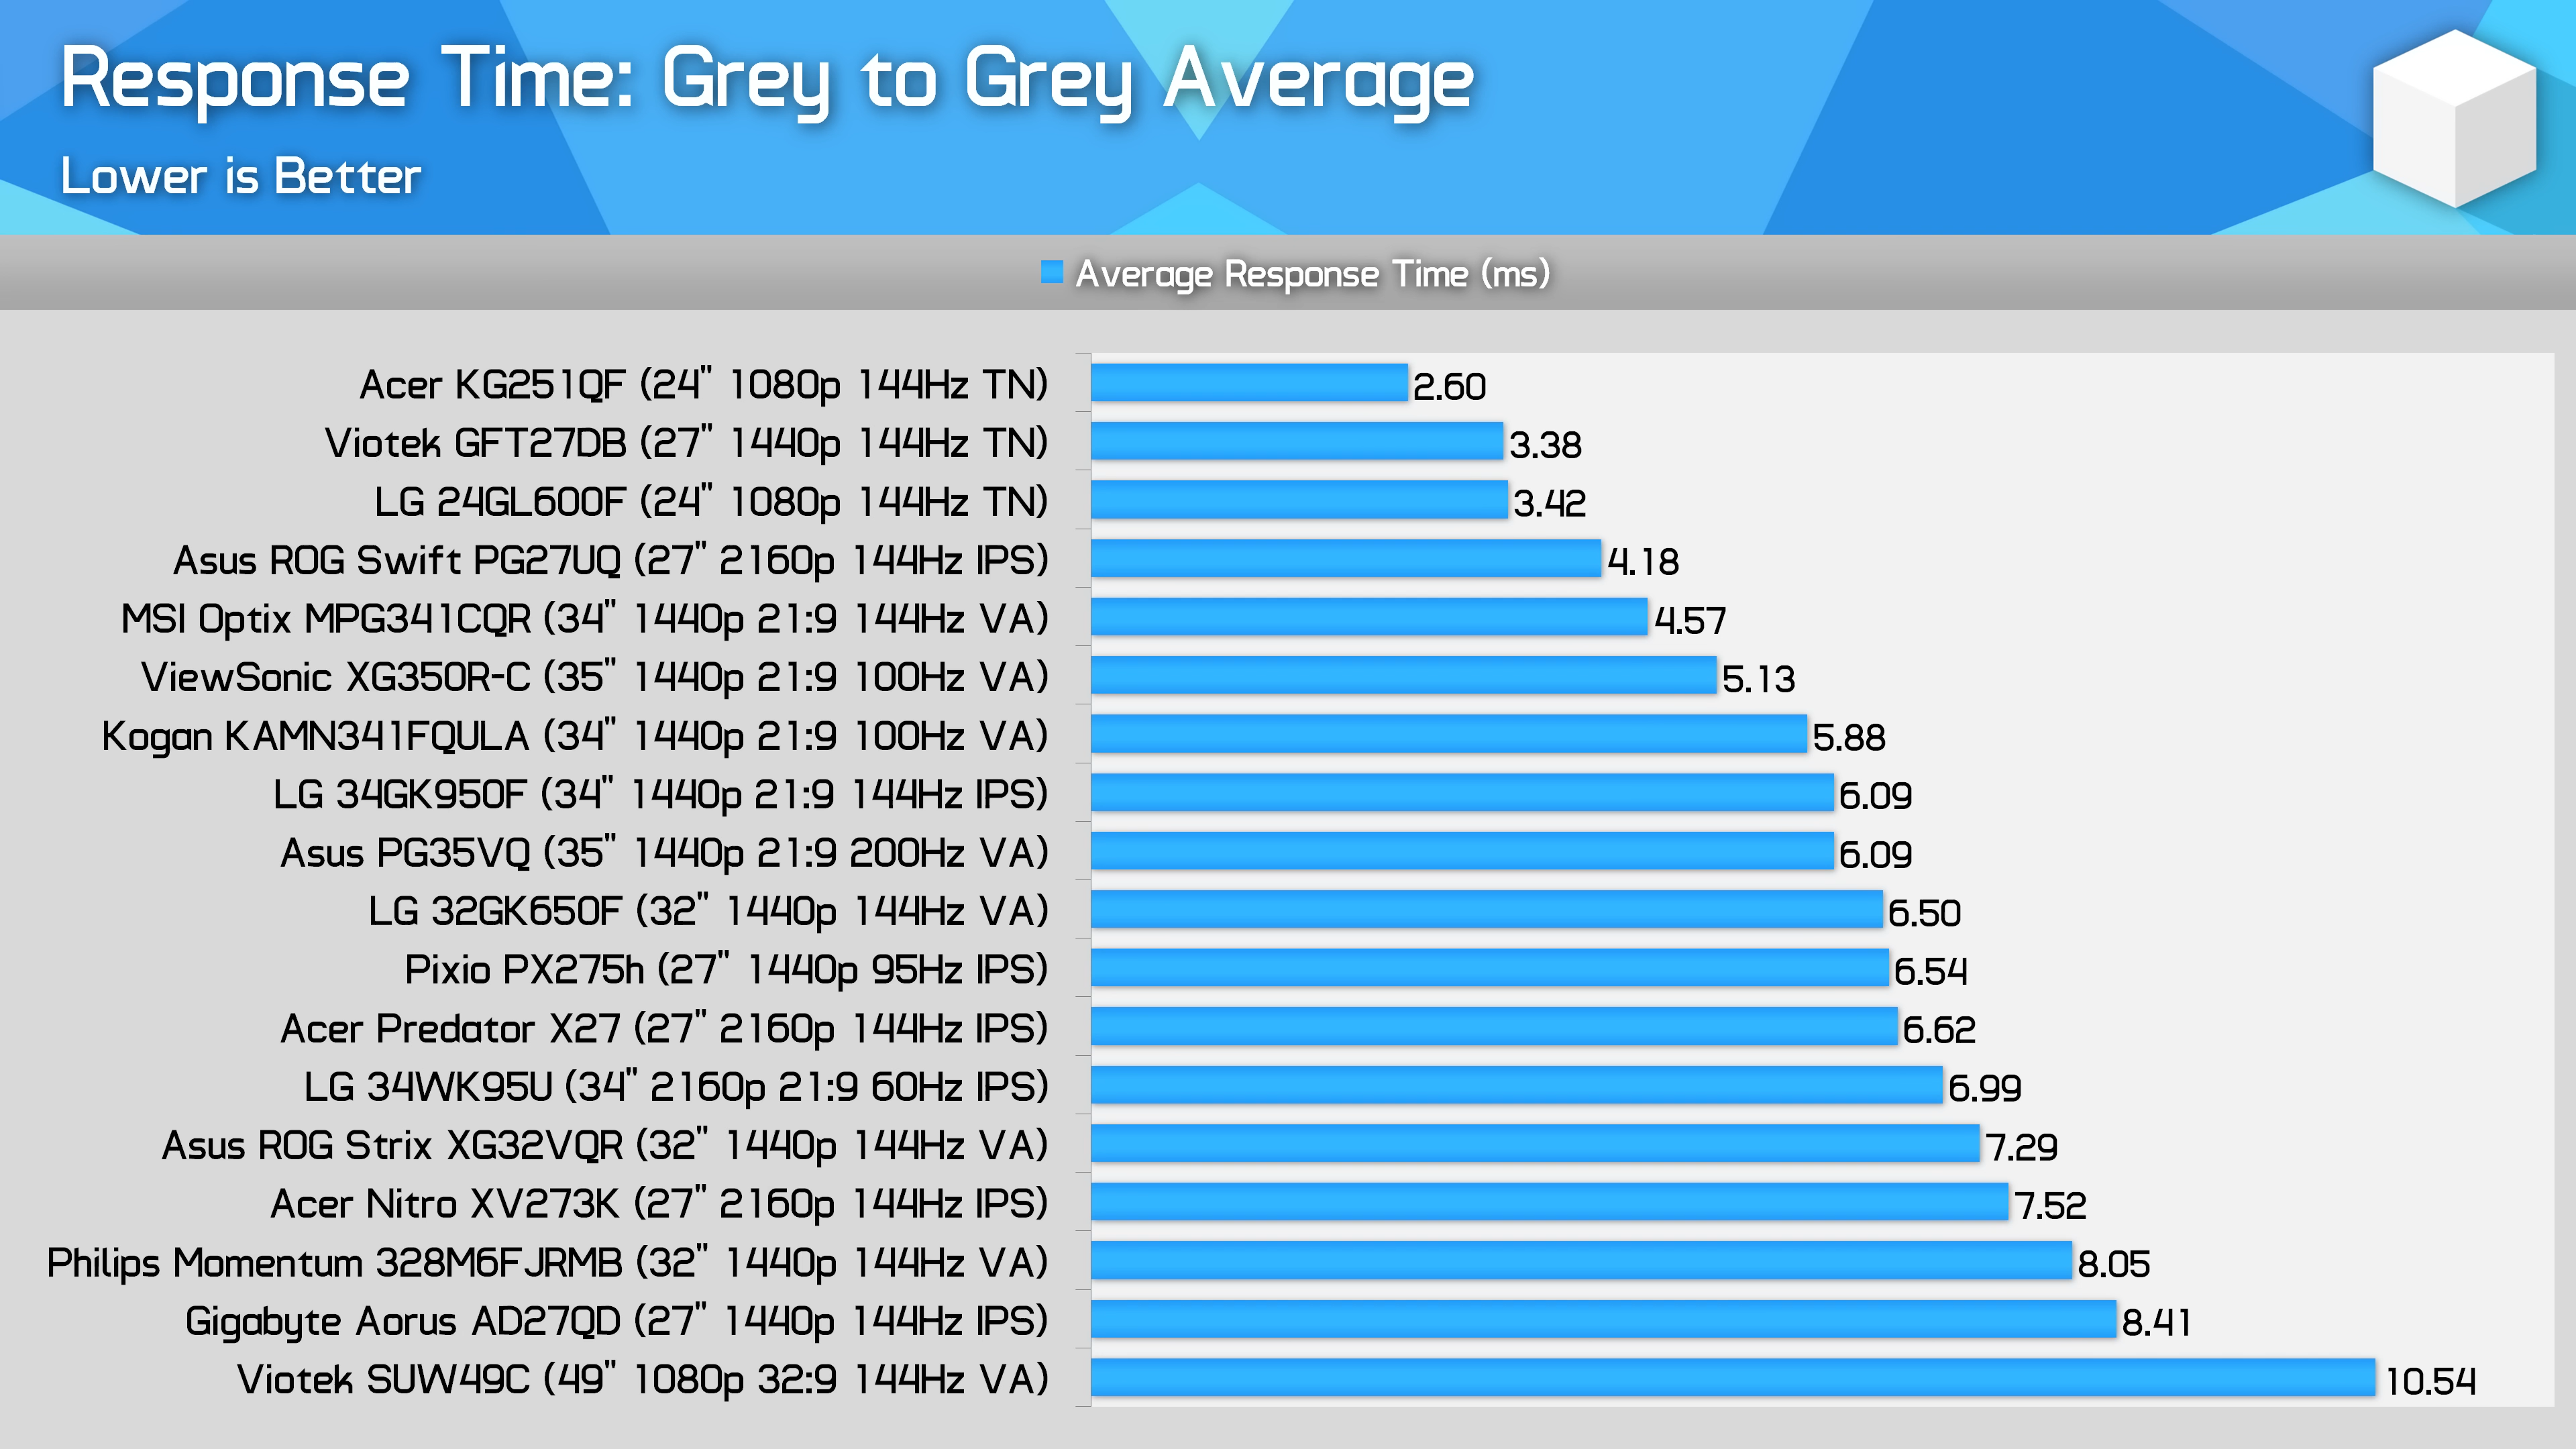 Response Time: Grey to Grey Average
Lower is Better
Average Response Time (ms)
Acer KG251QF (24" 1080p 144Hz TN) 2.60
Viotek GFT27DB (27" 1440p 144Hz TN) 3.38
LG 24GL600F (24" 1080p 144Hz TN) 3.42
Asus ROG Swift PG27UQ (27" 2160p 144Hz IPS) 4.18
MSI Optix MPG341CQR (34" 1440p 21:9 144Hz VA) 4.57
ViewSonic XG350R-C (35" 1440p 21:9 100Hz VA) 5.13
Kogan KAMN341FQULA (34" 1440p 21:9 100Hz VA) 5.88
LG 34GK950F (34" 1440p 21:9 144Hz IPS) 6.09
Asus PG35VQ (35" 1440p 21:9 200Hz VA) 6.09
LG 32GK650F (32" 1440p 144Hz VA) 6.50
Pixio PX275h (27" 1440p 95Hz IPS) 6.54
Acer Predator X27 (27" 2160p 144Hz IPS) 6.62
LG 34WK95U (34" 2160p 21:9 60Hz IPS) 6.99
Asus ROG Strix XG32VQR (32" 1440p 144Hz VA) 7.29
Acer Nitro XV273K (27" 2160p 144Hz IPS) 7.52
Philips Momentum 328M6FJRMB (32" 1440p 144Hz VA) 8.05
Gigabyte Aorus AD27QD (27" 1440p 144Hz IPS) 8.41
Viotek SUW49C (49" 1080p 32:9 144Hz VA) 10.54